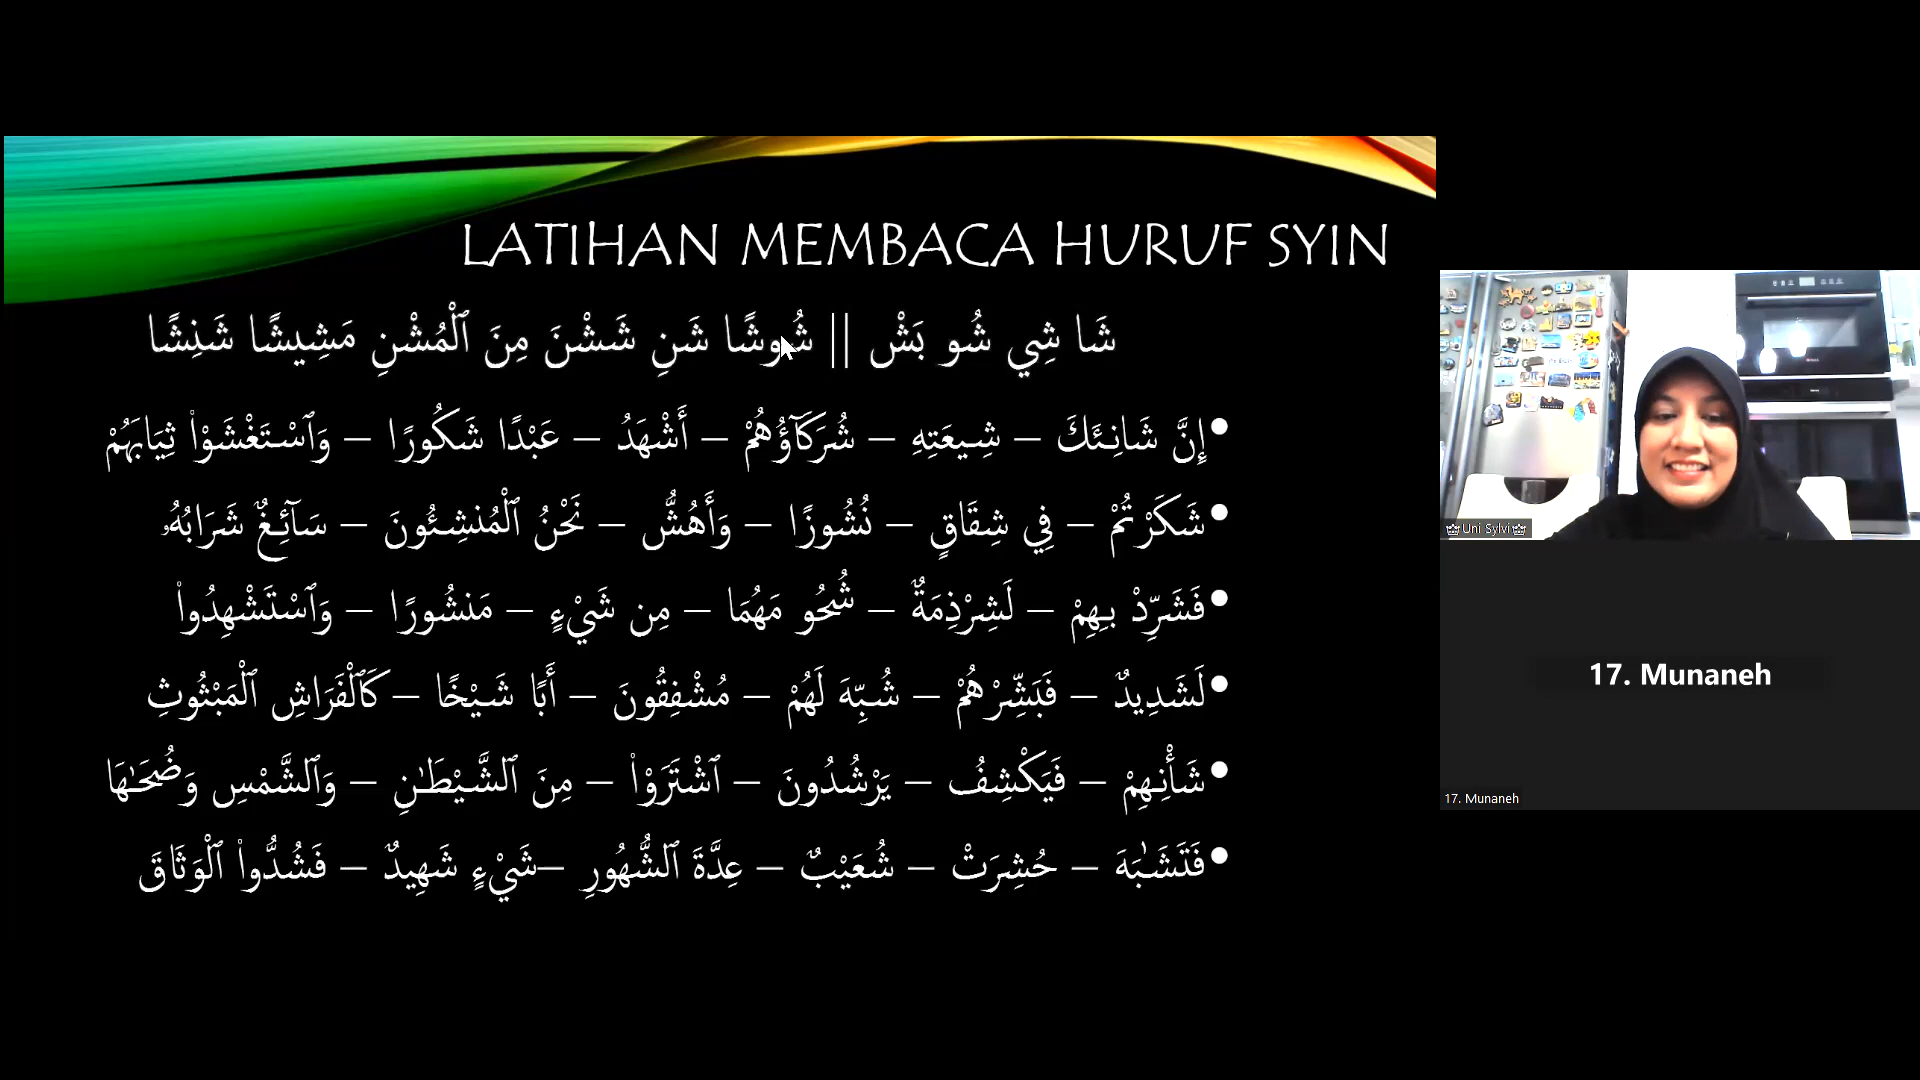 LATIHAN MEMBACA HURUF SYIN
شَا شِي شُو بَشْ || شُوشًا شَنِ شَشْنَ مِنَ ٱلْمُشْنِ مَشِيشًا شَنِشًا
•إِنَّ شَانِئَكَ – شِيعَتِهِ – شُرَكَآؤُهُمْ – أَشْهَدُ – عَبْدًا شَكُورًا – وَٱسْتَغْشَوْا۟ ثِيَابَهُمْ
•شَكَرْتُمْ – فِي شِقَاقٍ – نُشُوزًا – وَأَهُشُّ – نَحْنُ ٱلْمُنشِـُٔونَ – سَآئِغٌ شَرَابُهُۥ
•فَشَرِّدْ بِهِمْ – لَشِرْذِمَةٌ – شُحُو مَهُمَا – مِن شَيْءٍ – مَنشُورًا – وَٱسْتَشْهِدُوا۟
•لَشَدِيدٌ – فَبَشِّرْهُمْ – شُبِّهَ لَهُمْ – مُشْفِقُونَ – أَبًا شَيْخًا – كَٱلْفَرَاشِ ٱلْمَبْثُوثِ
•شَأْنِهِمْ – فَيَكْشِفُ – يَرْشُدُونَ – ٱشْتَرَوْا۟ – مِنَ ٱلشَّيْطَـٰنِ – وَٱلشَّمْسِ وَضُحَـٰهَا
•فَتَشَـٰبَهَ – حُشِرَتْ – شُعَيْبٌ – عِدَّةَ ٱلشُّهُورِ –شَيْءٍ شَهِيدٌ – فَشُدُّوا۟ ٱلْوَثَاقَ
Uni Sylvi
17. Munaneh
17. Munaneh